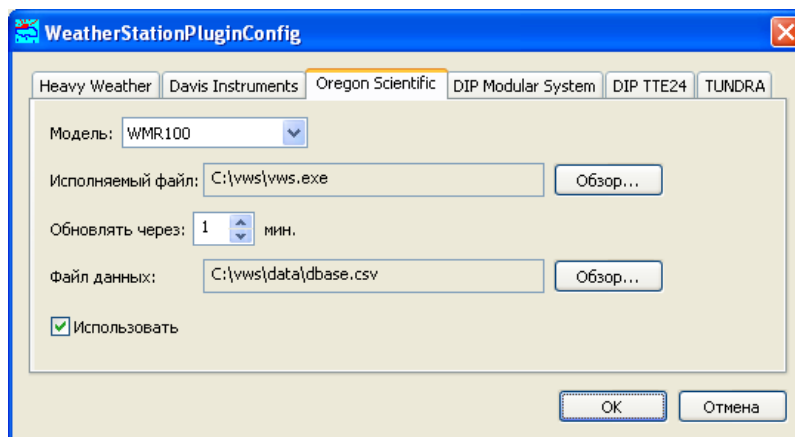 WeatherStationPluginConfig
Heavy Weather Davis Instruments Oregon Scientific DIP Modular System DIP TTE24 TUNDRA
Модель: WMR100
Исполняемый файл: C:\vws\vws.exe Обзор...
Обновлять через: 1 мин.
Файл данных: C:\vws\data\dbase.csv Обзор...
Использовать
OK Отмена